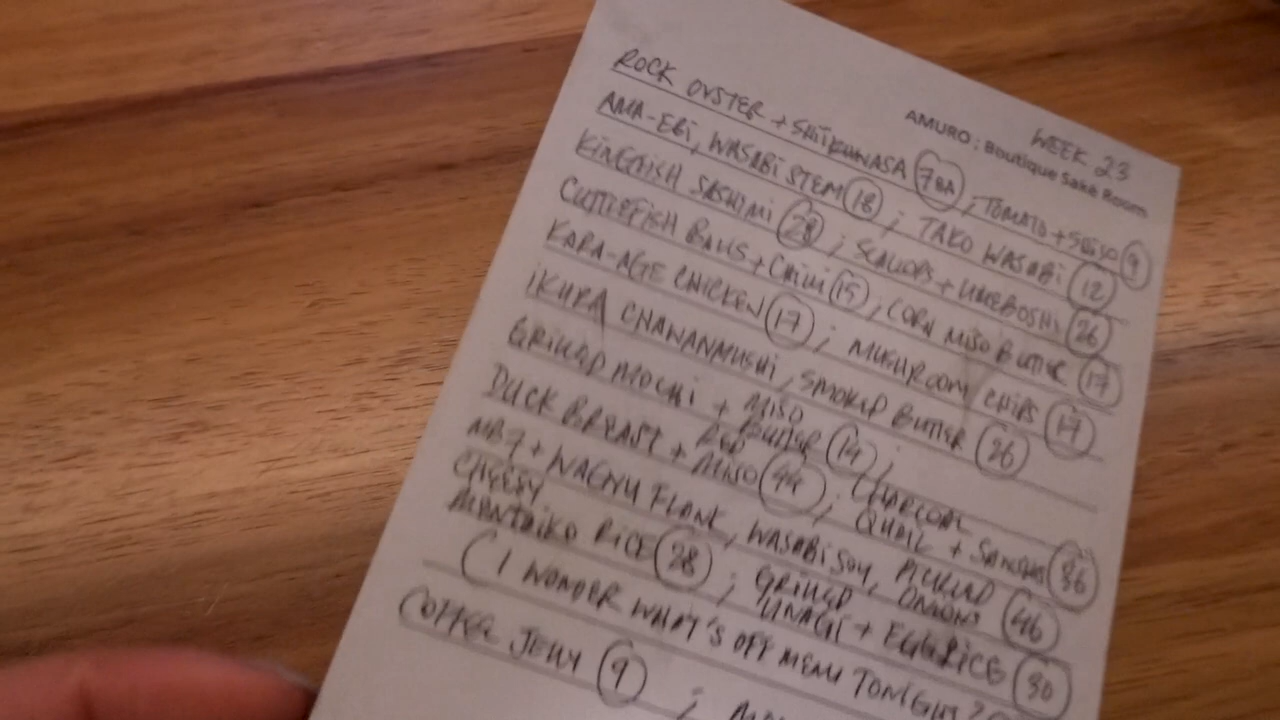 WEEK 23
AMURO : Boutique Sake Room
ROCK OYSTER + SHIIKUWASA 7EA ; TOMATO + SHISO 9
AMA-EBI, WASABI STEM 18 ; TAKO WASABI 12
KINGFISH SASHIMI 28 ; SCALLOPS + UMEBOSHI 26
CUTTLEFISH BALLS + CHILLI 15 ; CORN MISO BUTTER 17
KARA-AGE CHICKEN 17 ; MUSHROOM CHIPS 17
IKURA CHAWANMUSHI, SMOKED BUTTER 26
GRILLED MOCHI + MISO BUTTER 14 ; CHARCOAL QUAIL + SANSHO 36
DUCK BREAST + RED MISO 44 ;
MB7+ WAGYU FLANK, WASABI SOY, PICKLED ONIONS 46
CHEESY MENTAIKO RICE 28 ; GRILLED UNAGI + EGG RICE 30
(I WONDER WHAT'S OFF MENU TONIGHT?
COFFEE JELLY 9 ;